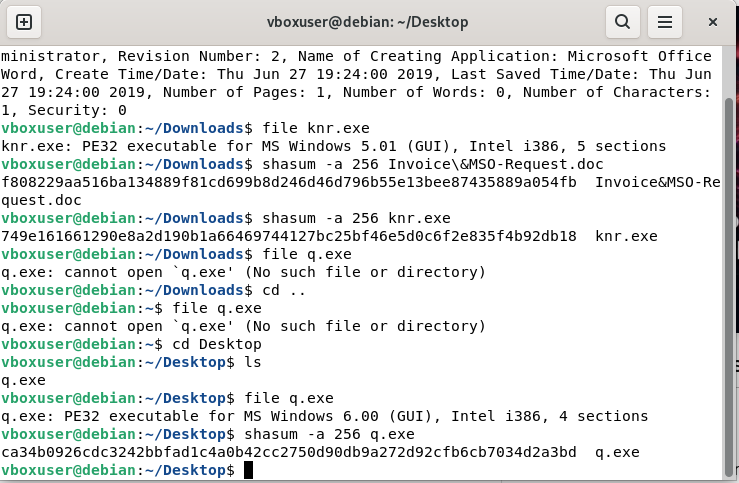 vboxuser@debian: ~/Desktop
ministrator, Revision Number: 2, Name of Creating Application: Microsoft Office
Word, Create Time/Date: Thu Jun 27 19:24:00 2019, Last Saved Time/Date: Thu Jun
27 19:24:00 2019, Number of Pages: 1, Number of Words: 0, Number of Characters:
1, Security: 0
vboxuser@debian:~/Downloads$ file knr.exe
knr.exe: PE32 executable for MS Windows 5.01 (GUI), Intel i386, 5 sections
vboxuser@debian:~/Downloads$ shasum -a 256 Invoice\&MSO-Request.doc
f808229aa516ba134889f81cd699b8d246d46d796b55e13bee87435889a054fb  Invoice&MSO-Re
quest.doc
vboxuser@debian:~/Downloads$ shasum -a 256 knr.exe
749e161661290e8a2d190b1a66469744127bc25bf46e5d0c6f2e835f4b92db18  knr.exe
vboxuser@debian:~/Downloads$ file q.exe
q.exe: cannot open `q.exe' (No such file or directory)
vboxuser@debian:~/Downloads$ cd ..
vboxuser@debian:~$ file q.exe
q.exe: cannot open `q.exe' (No such file or directory)
vboxuser@debian:~$ cd Desktop
vboxuser@debian:~/Desktop$ ls
q.exe
vboxuser@debian:~/Desktop$ file q.exe
q.exe: PE32 executable for MS Windows 6.00 (GUI), Intel i386, 4 sections
vboxuser@debian:~/Desktop$ shasum -a 256 q.exe
ca34b0926cdc3242bbfad1c4a0b42cc2750d90db9a272d92cfb6cb7034d2a3bd  q.exe
vboxuser@debian:~/Desktop$